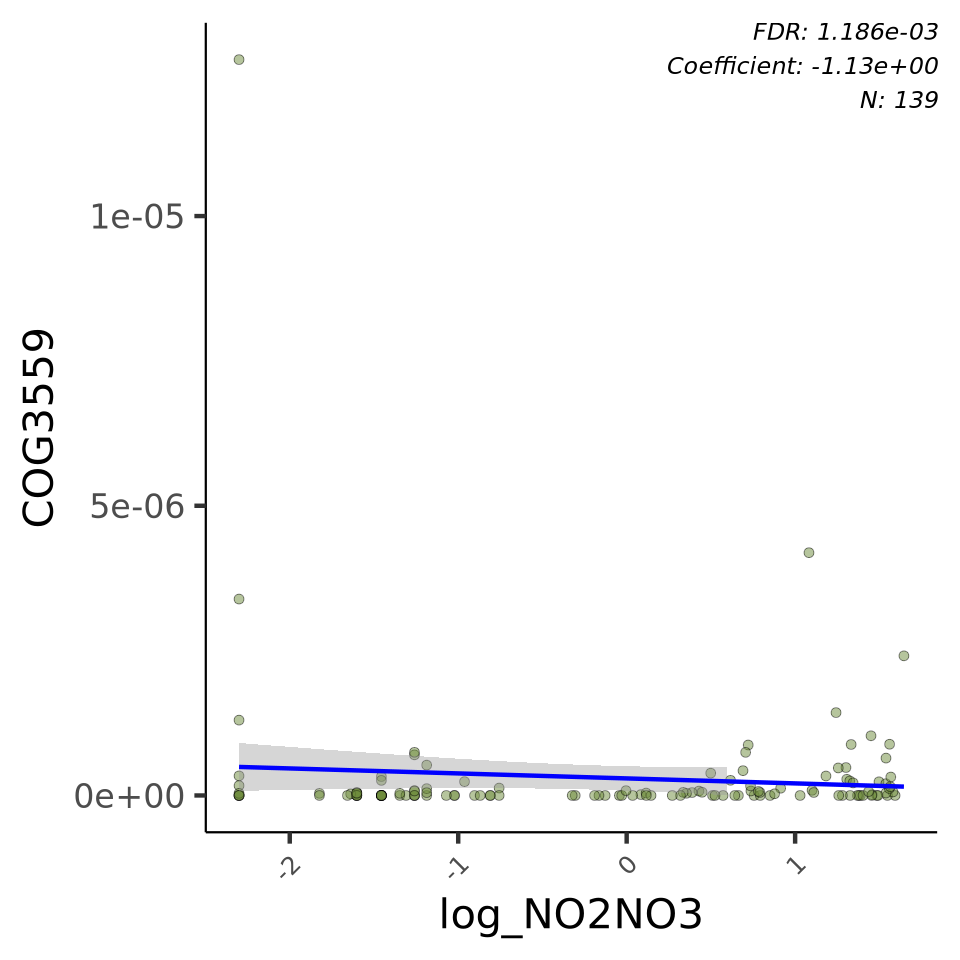 FDR: 1.186e-03
Coefficient: -1.13e+00
N: 139
1e-05
5e-06
0e+00
COG3559
-2
-1
0
1
log_NO2NO3